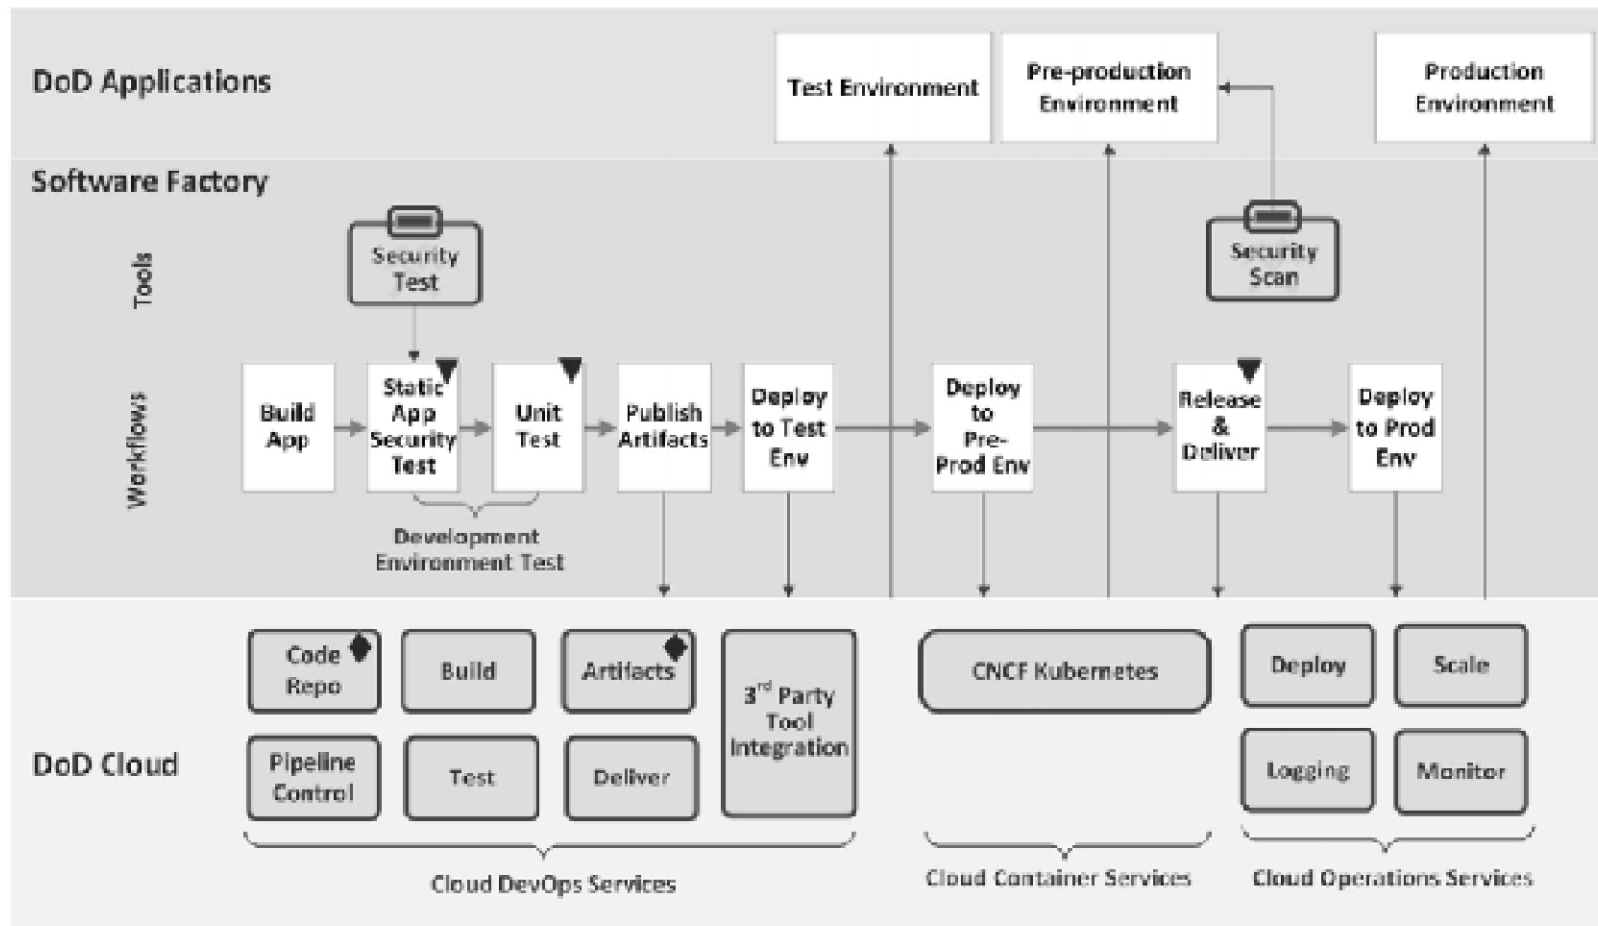 DoD Applications
Test Environment
Pre-production
Environment
Production
Environment
Software Factory
Tools
Security
Test
Security
Scan
Workflows
Build
App
Static
App
Security
Test
Unit
Test
Publish
Artifacts
Deploy
to Test
Env
Deploy
to
Pre-
Prod Env
Release
&
Deliver
Deploy
to Prod
Env
Development
Environment Test
DoD Cloud
Code
Repo
Build
Artifacts
3rd Party
Tool
Integration
Pipeline
Control
Test
Deliver
CNCF Kubernetes
Deploy
Scale
Logging
Monitor
Cloud DevOps Services
Cloud Container Services
Cloud Operations Services